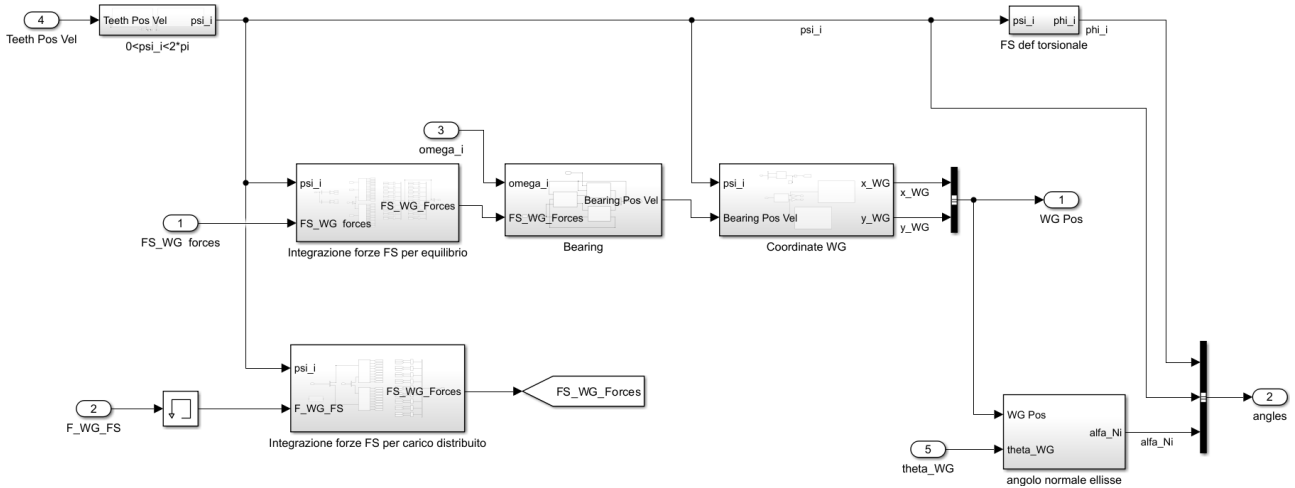 4
Teeth Pos Vel
Teeth Pos Vel psi_i
0<psi_i<2*pi
psi_i
psi_i phi_i
phi_i
FS def torsionale
3
omega_i
psi_i
FS_WG_Forces
FS_WG forces
Integrazione forze FS per equilibrio
1
FS_WG forces
omega_i
Bearing Pos Vel
FS_WG_Forces
Bearing
psi_i
x_WG
Bearing Pos Vel
y_WG
Coordinate WG
x_WG
y_WG
1
WG Pos
psi_i
FS_WG_Forces
F_WG_FS
Integrazione forze FS per carico distribuito
2
F_WG_FS
FS_WG_Forces
WG Pos
alfa_Ni
theta_WG
angolo normale ellisse
5
theta_WG
alfa_Ni
2
angles